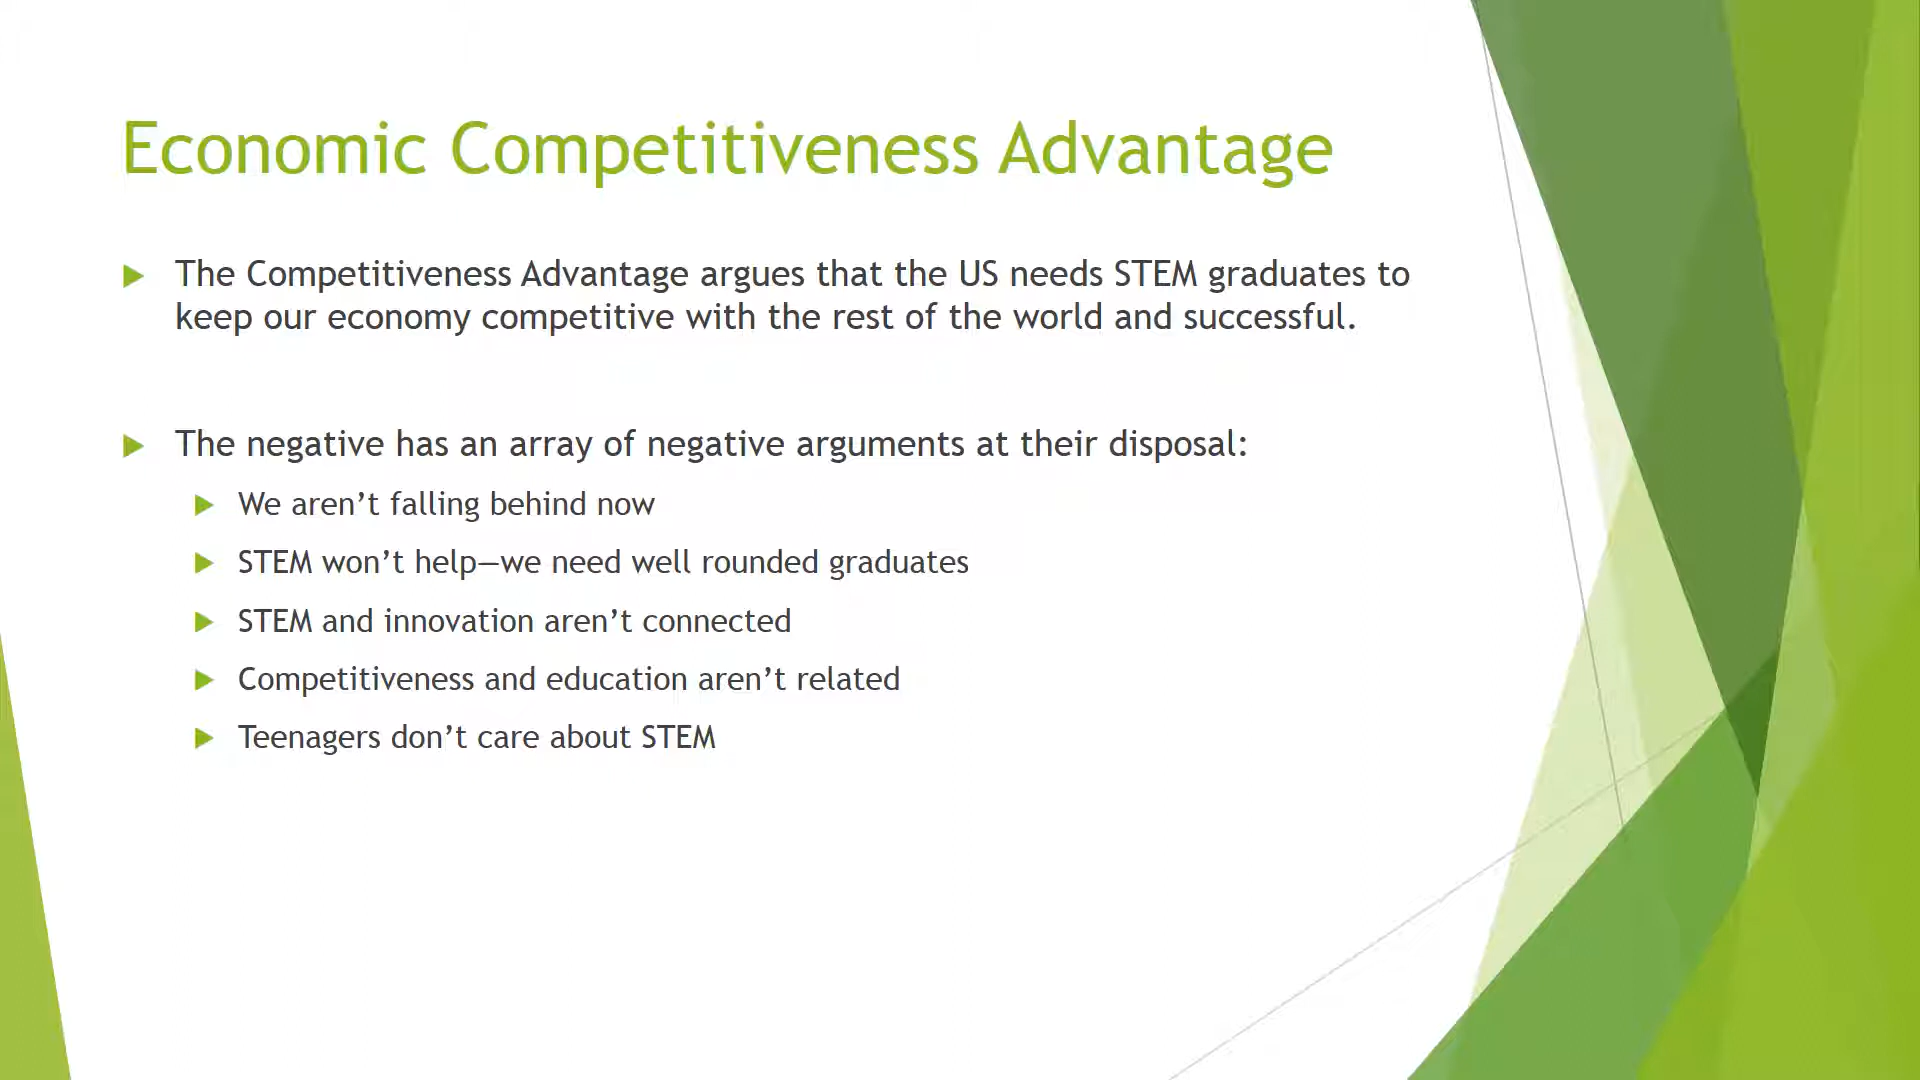 Economic Competitiveness Advantage
The Competitiveness Advantage argues that the US needs STEM graduates to
keep our economy competitive with the rest of the world and successful.
The negative has an array of negative arguments at their disposal:
We aren’t falling behind now
STEM won’t help—we need well rounded graduates
STEM and innovation aren’t connected
Competitiveness and education aren’t related
Teenagers don’t care about STEM